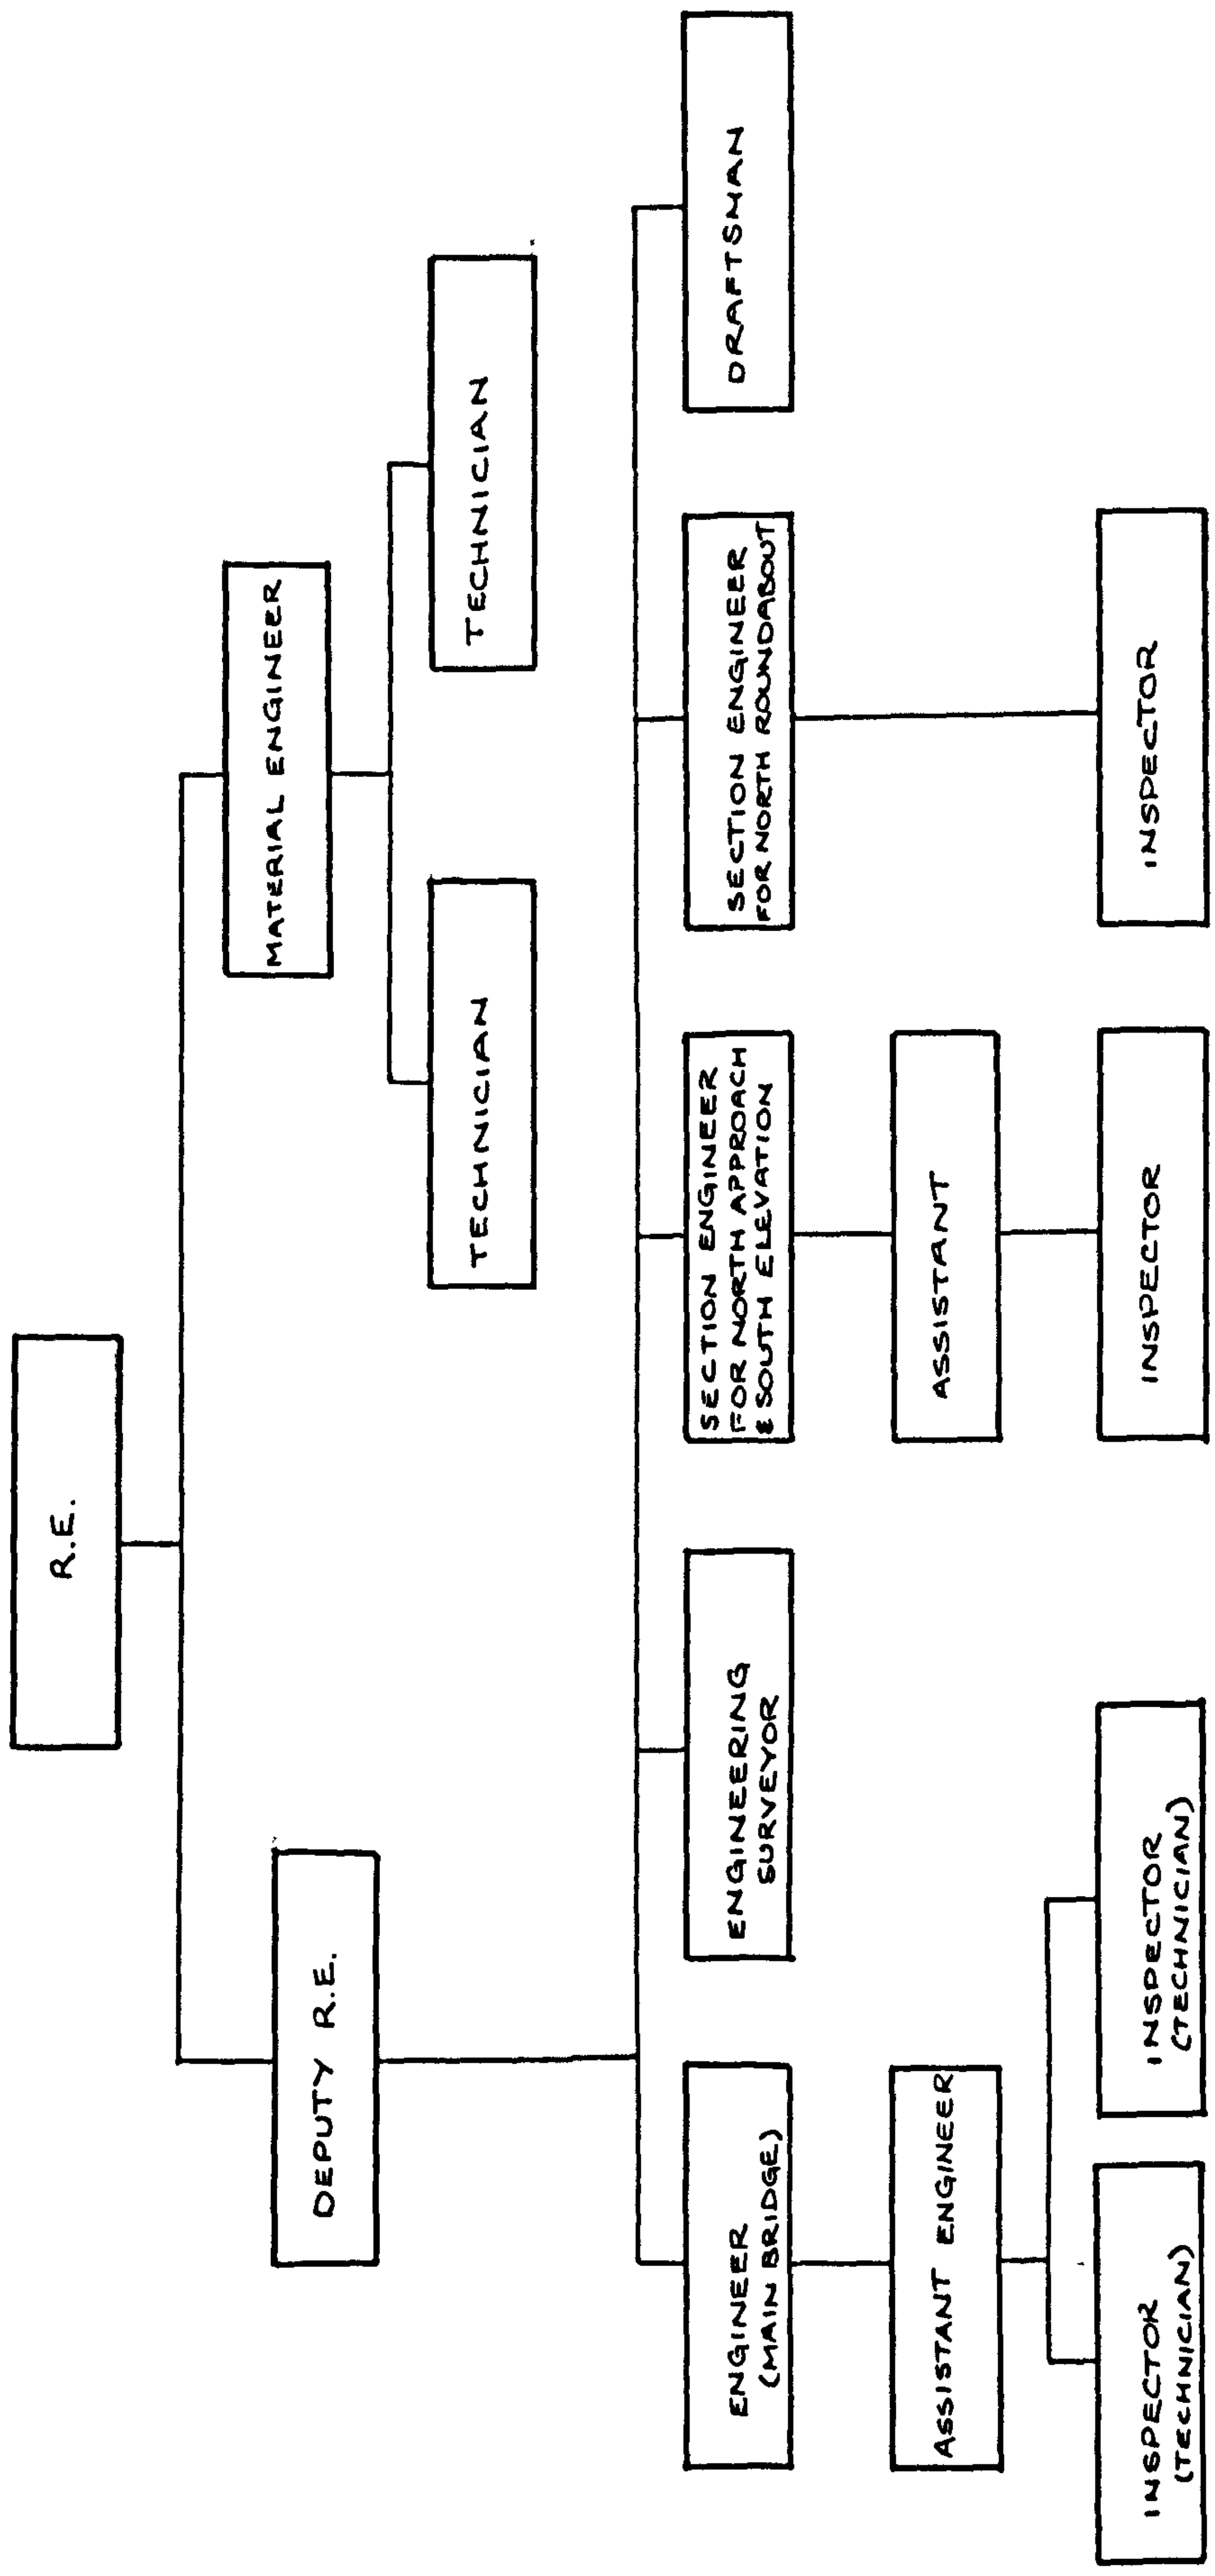 R.E.
DEPUTY R.E.
MATERIAL ENGINEER
TECHNICIAN
TECHNICIAN
ENGINEER
(MAIN BRIDGE)
ENGINEERING
SURVEYOR
SECTION ENGINEER
FOR NORTH APPROACH
& SOUTH ELEVATION
SECTION ENGINEER
FOR NORTH ROUNDABOUT
DRAFTSMAN
ASSISTANT ENGINEER
ASSISTANT
INSPECTOR
(TECHNICIAN)
INSPECTOR
(TECHNICIAN)
INSPECTOR
INSPECTOR